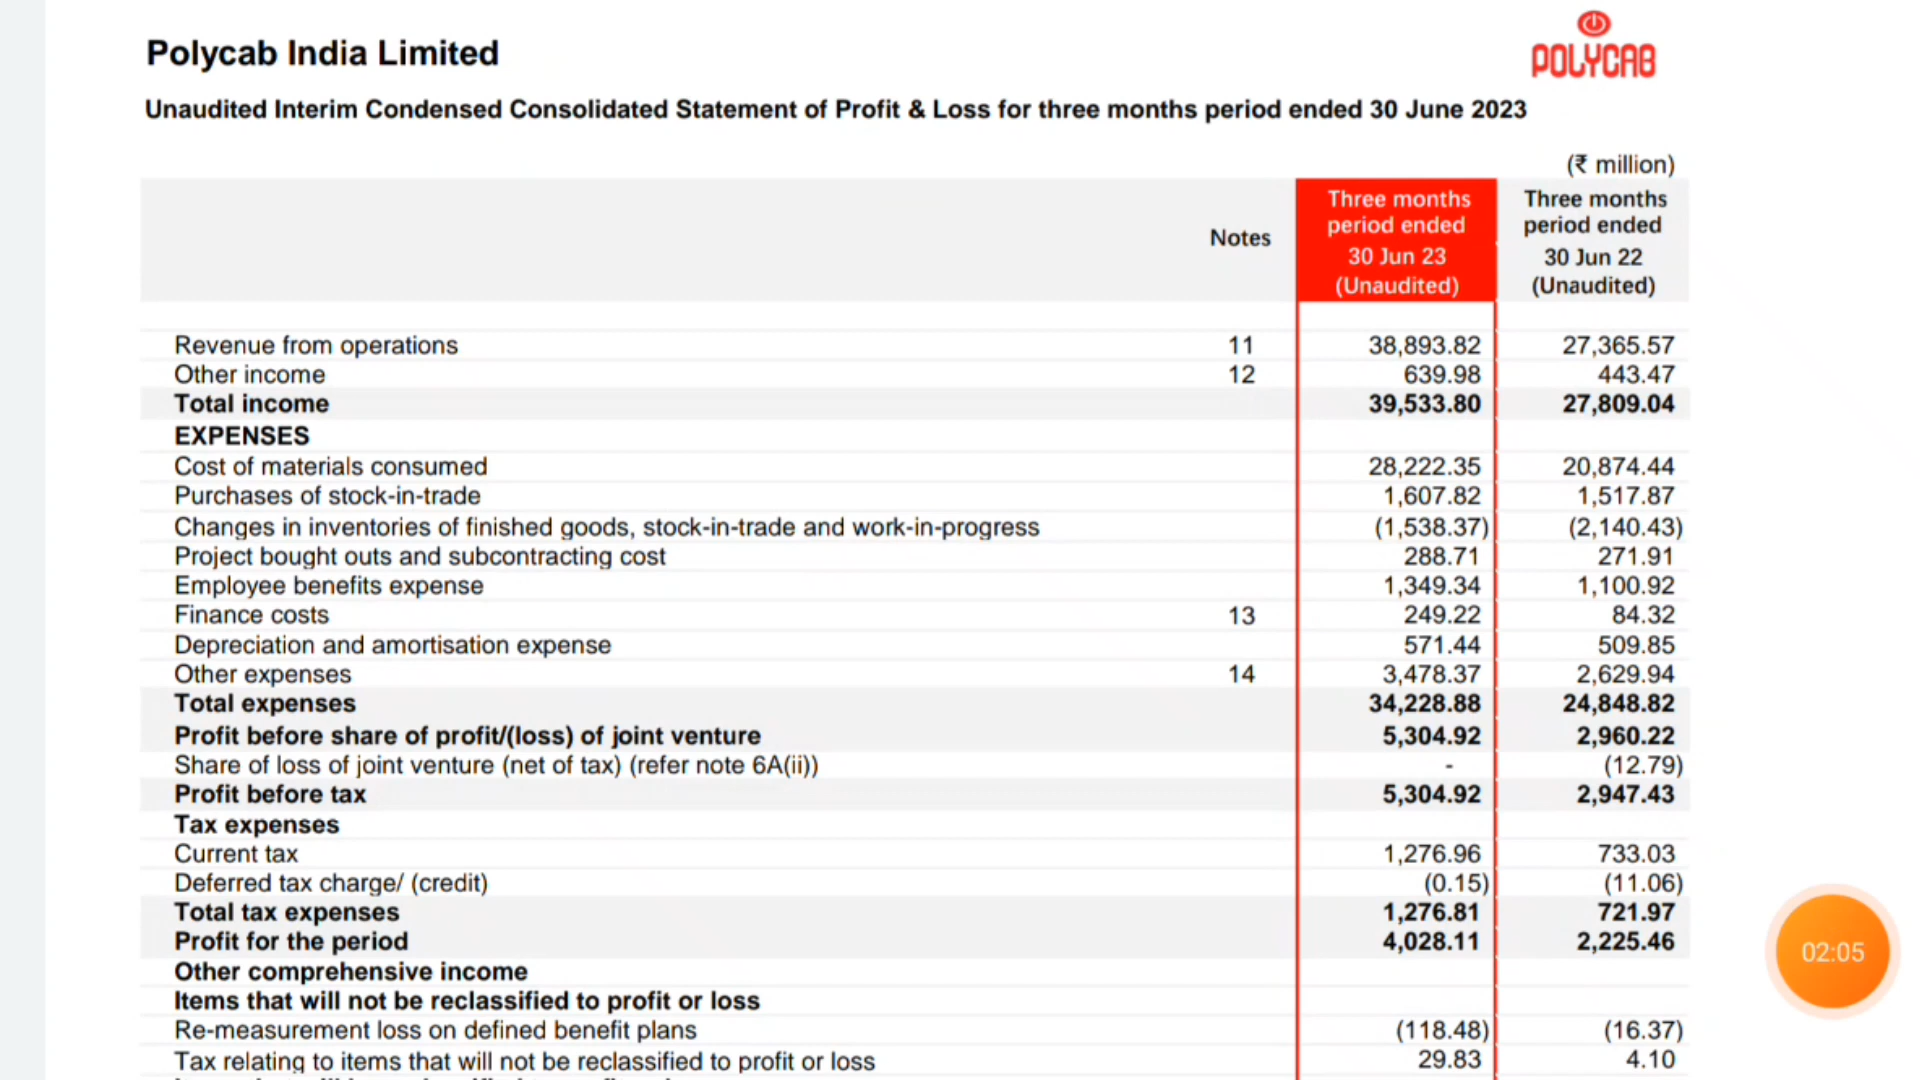 Polycab India Limited
POLYCAB
Unaudited Interim Condensed Consolidated Statement of Profit & Loss for three months period ended 30 June 2023
(₹ million)
Notes
Three months period ended 30 Jun 23 (Unaudited)
Three months period ended 30 Jun 22 (Unaudited)
Revenue from operations 11 38,893.82 27,365.57
Other income 12 639.98 443.47
Total income 39,533.80 27,809.04
EXPENSES
Cost of materials consumed 28,222.35 20,874.44
Purchases of stock-in-trade 1,607.82 1,517.87
Changes in inventories of finished goods, stock-in-trade and work-in-progress (1,538.37) (2,140.43)
Project bought outs and subcontracting cost 288.71 271.91
Employee benefits expense 1,349.34 1,100.92
Finance costs 13 249.22 84.32
Depreciation and amortisation expense 571.44 509.85
Other expenses 14 3,478.37 2,629.94
Total expenses 34,228.88 24,848.82
Profit before share of profit/(loss) of joint venture 5,304.92 2,960.22
Share of loss of joint venture (net of tax) (refer note 6A(ii)) - (12.79)
Profit before tax 5,304.92 2,947.43
Tax expenses
Current tax 1,276.96 733.03
Deferred tax charge/ (credit) (0.15) (11.06)
Total tax expenses 1,276.81 721.97
Profit for the period 4,028.11 2,225.46
Other comprehensive income
Items that will not be reclassified to profit or loss
Re-measurement loss on defined benefit plans (118.48) (16.37)
Tax relating to items that will not be reclassified to profit or loss 29.83 4.10
02:05